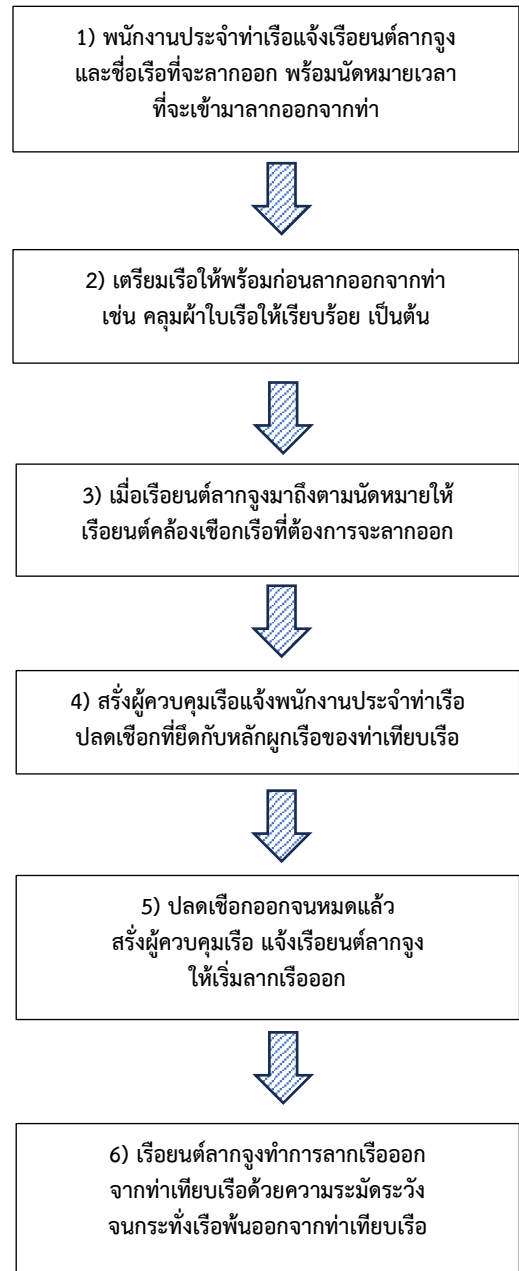 1) พนักงานประจำท่าเรือแจ้งเรือยนต์ลากจูง
และชื่อเรือที่จะลากออก พร้อมนัดหมายเวลา
ที่จะเข้ามาลากออกจากท่า
2) เตรียมเรือให้พร้อมก่อนลากออกจากท่า
เช่น คลุมผ้าใบเรือให้เรียบร้อย เป็นต้น
3) เมื่อเรือยนต์ลากจูงมาถึงตามนัดหมายให้
เรือยนต์คล้องเชือกเรือที่ต้องการจะลากออก
4) สรั่งผู้ควบคุมเรือแจ้งพนักงานประจำท่าเรือ
ปลดเชือกที่ยึดกับหลักผูกเรือของท่าเทียบเรือ
5) ปลดเชือกออกจนหมดแล้ว
สรั่งผู้ควบคุมเรือ แจ้งเรือยนต์ลากจูง
ให้เริ่มลากเรือออก
6) เรือยนต์ลากจูงทำการลากเรือออก
จากท่าเทียบเรือด้วยความระมัดระวัง
จนกระทั่งเรือพ้นออกจากท่าเทียบเรือ